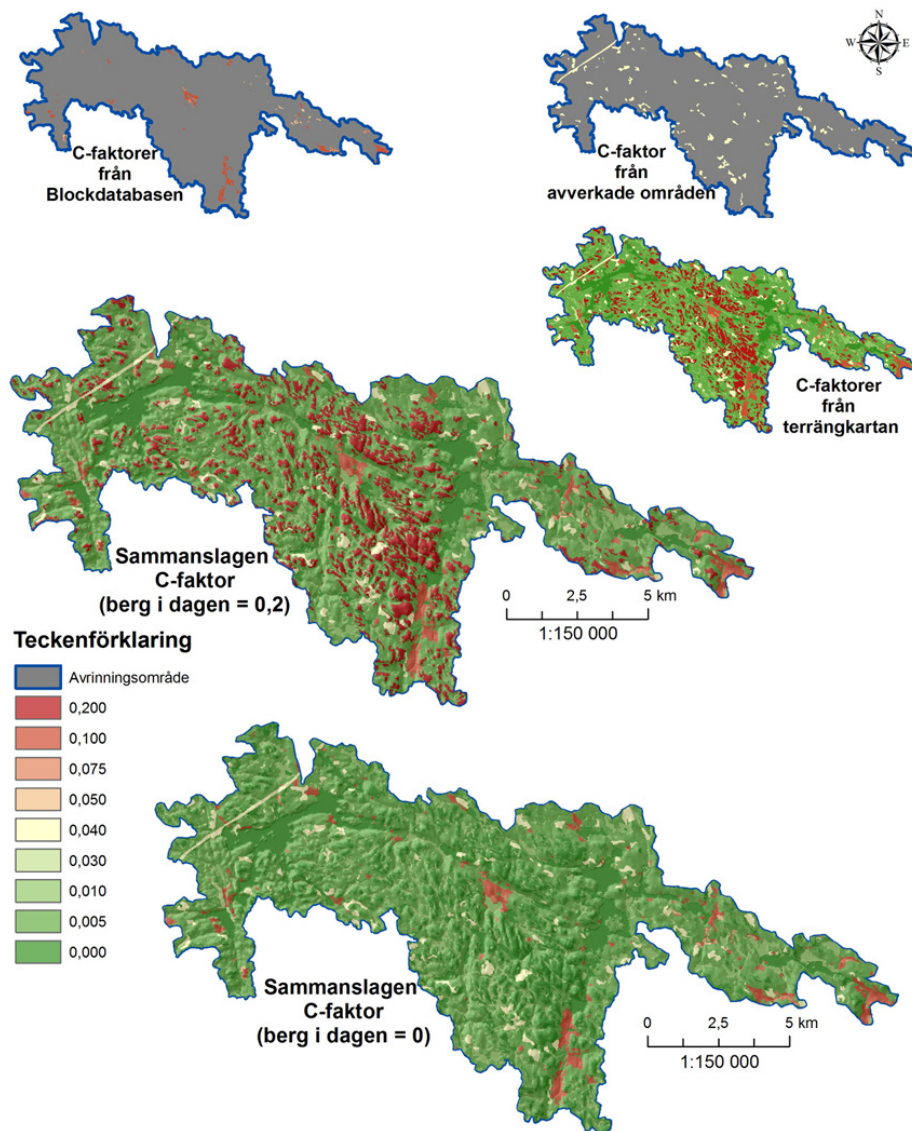 N
W E
S
C-faktorer
från
Blockdatabasen
C-faktor
från
avverkade områden
C-faktorer
från
terrängkartan
Sammanslagen
C-faktor
(berg i dagen = 0,2)
0 2,5 5 km
1:150 000
Teckenförklaring
Avrinningsområde
0,200
0,100
0,075
0,050
0,040
0,030
0,010
0,005
0,000
Sammanslagen
C-faktor
(berg i dagen = 0)
0 2,5 5 km
1:150 000